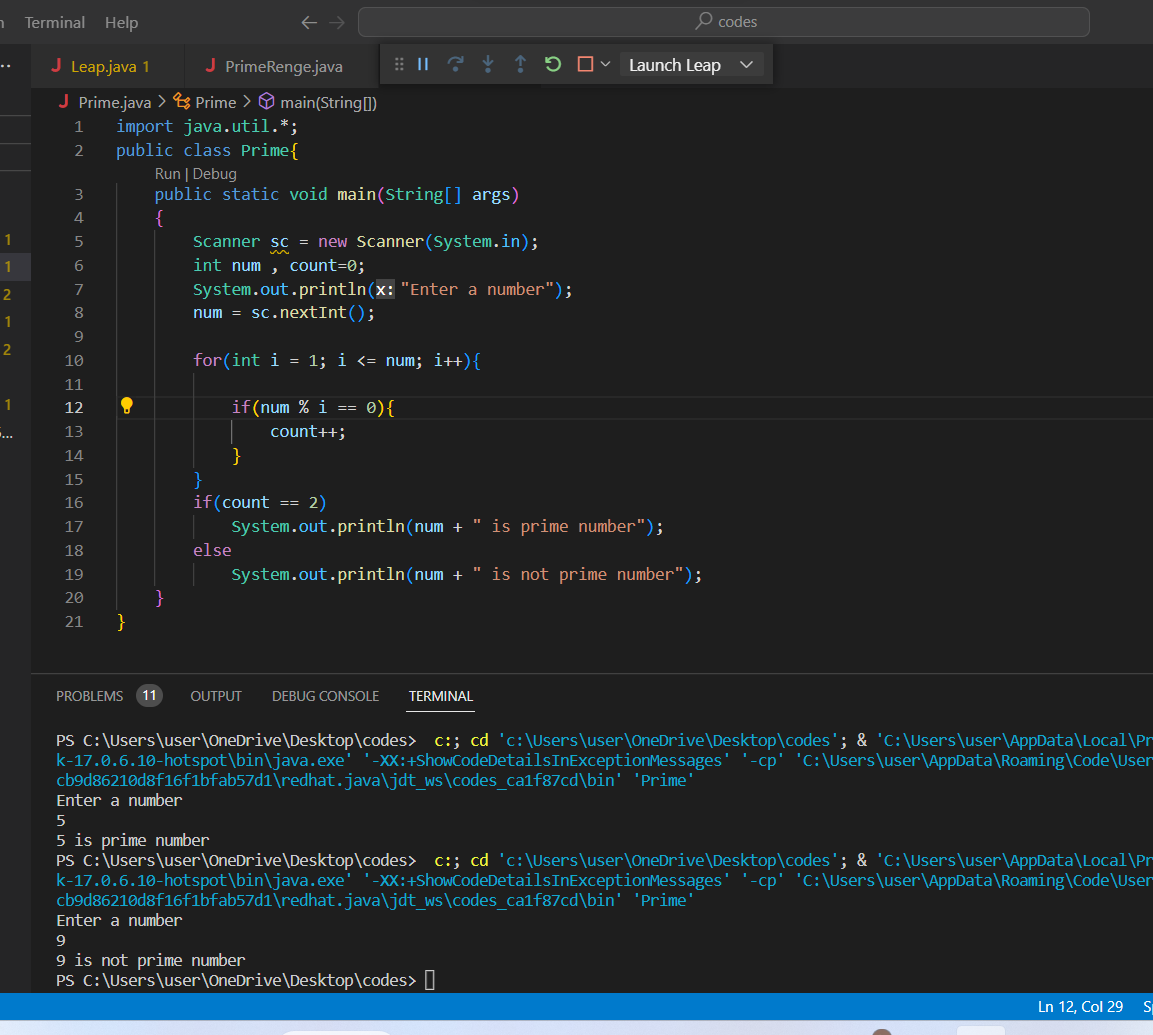 Terminal Help codes
J Leap.java 1 J PrimeRenge.java Launch Leap
J Prime.java > Prime > main(String[])
1 import java.util.*;
2 public class Prime{
Run | Debug
3 public static void main(String[] args)
4 {
5 Scanner sc = new Scanner(System.in);
6 int num , count=0;
7 System.out.println(x: "Enter a number");
8 num = sc.nextInt();
9
10 for(int i = 1; i <= num; i++){
11
12 if(num % i == 0){
13 count++;
14 }
15 }
16 if(count == 2)
17 System.out.println(num + " is prime number");
18 else
19 System.out.println(num + " is not prime number");
20 }
21 }
1
1
2
1
2
1
PROBLEMS 11 OUTPUT DEBUG CONSOLE TERMINAL
PS C:\Users\user\OneDrive\Desktop\codes> c:; cd 'c:\Users\user\OneDrive\Desktop\codes'; & 'C:\Users\user\AppData\Local\Pr
k-17.0.6.10-hotspot\bin\java.exe' '-XX:+ShowCodeDetailsInExceptionMessages' '-cp' 'C:\Users\user\AppData\Roaming\Code\User
cb9d86210d8f16f1bfab57d1\redhat.java\jdt_ws\codes_ca1f87cd\bin' 'Prime'
Enter a number
5
5 is prime number
PS C:\Users\user\OneDrive\Desktop\codes> c:; cd 'c:\Users\user\OneDrive\Desktop\codes'; & 'C:\Users\user\AppData\Local\Pr
k-17.0.6.10-hotspot\bin\java.exe' '-XX:+ShowCodeDetailsInExceptionMessages' '-cp' 'C:\Users\user\AppData\Roaming\Code\User
cb9d86210d8f16f1bfab57d1\redhat.java\jdt_ws\codes_ca1f87cd\bin' 'Prime'
Enter a number
9
9 is not prime number
PS C:\Users\user\OneDrive\Desktop\codes>
Ln 12, Col 29